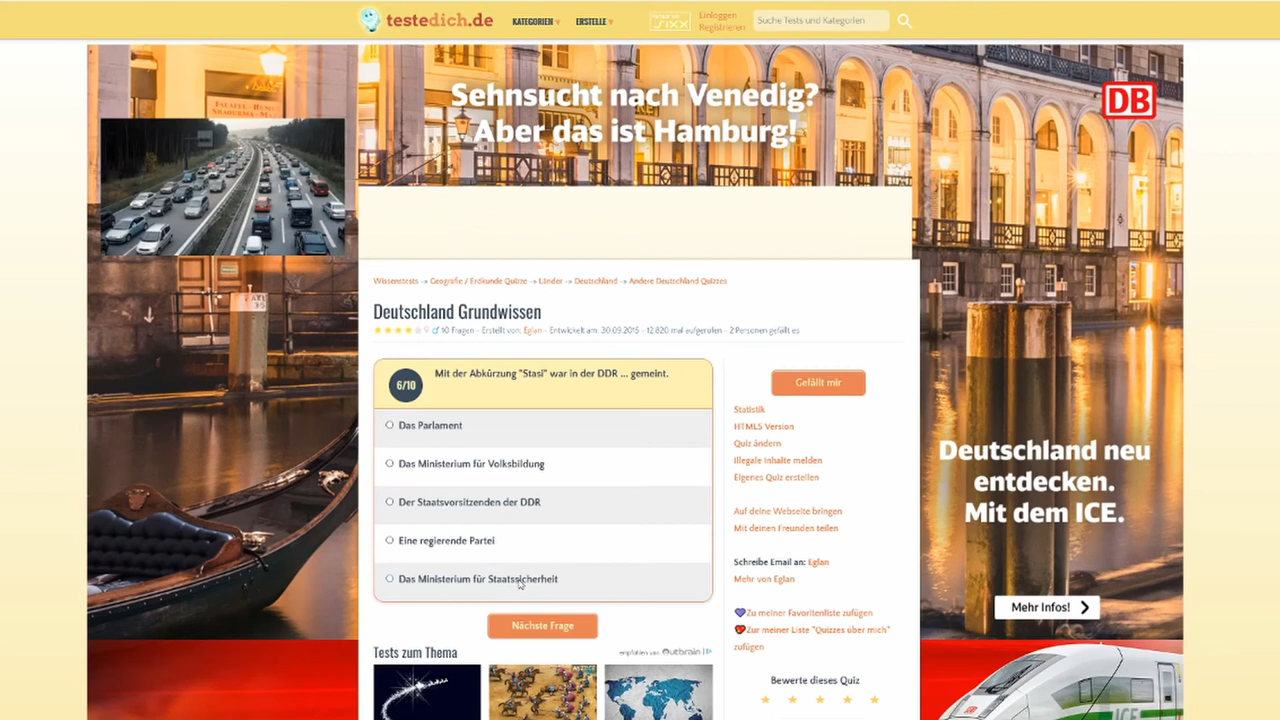 testedich.de
KATEGORIEN
ERSTELLE
sixx
Einloggen
Registrieren
Suche Tests und Kategorien
Sehnsucht nach Venedig?
Aber das ist Hamburg!
DB
Wissenstests -> Geografie / Erdkunde Quizze -> Länder -> Deutschland -> Andere Deutschland Quizzes
Deutschland Grundwissen
10 Fragen - Erstellt von: Eglan - Entwickelt am: 30.09.2015 - 12.820 mal aufgerufen - 2 Personen gefällt es
6/10
Mit der Abkürzung "Stasi" war in der DDR ... gemeint.
Das Parlament
Das Ministerium für Volksbildung
Der Staatsvorsitzenden der DDR
Eine regierende Partei
Das Ministerium für Staatssicherheit
Nächste Frage
Tests zum Thema
empfohlen von Outbrain
ANZEIGE
Gefällt mir
Statistik
HTML5 Version
Quiz ändern
Illegale Inhalte melden
Eigenes Quiz erstellen
Auf deine Webseite bringen
Mit deinen Freunden teilen
Schreibe Email an: Eglan
Mehr von Eglan
Zu meiner Favoritenliste zufügen
Zur meiner Liste "Quizzes über mich"
zufügen
Bewerte dieses Quiz
Deutschland neu
entdecken.
Mit dem ICE.
Mehr Infos!
DB
ICE